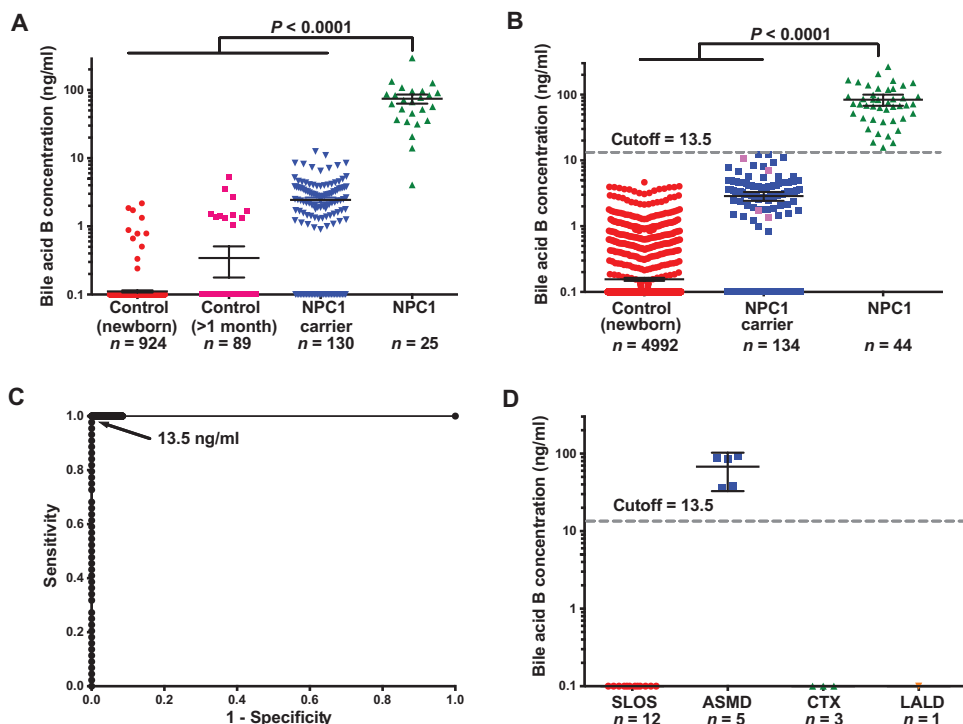 A
P < 0.0001
Bile acid B concentration (ng/ml)
100
10
1
0.1
Control (newborn)
n = 924
Control (>1 month)
n = 89
NPC1 carrier
n = 130
NPC1
n = 25
B
P < 0.0001
Bile acid B concentration (ng/ml)
100
10
1
0.1
Cutoff = 13.5
Control (newborn)
n = 4992
NPC1 carrier
n = 134
NPC1
n = 44
C
Sensitivity
1.0
0.8
0.6
0.4
0.2
0.0
13.5 ng/ml
0.0 0.2 0.4 0.6 0.8 1.0
1 - Specificity
D
Bile acid B concentration (ng/ml)
100
10
1
0.1
Cutoff = 13.5
SLOS
n = 12
ASMD
n = 5
CTX
n = 3
LALD
n = 1